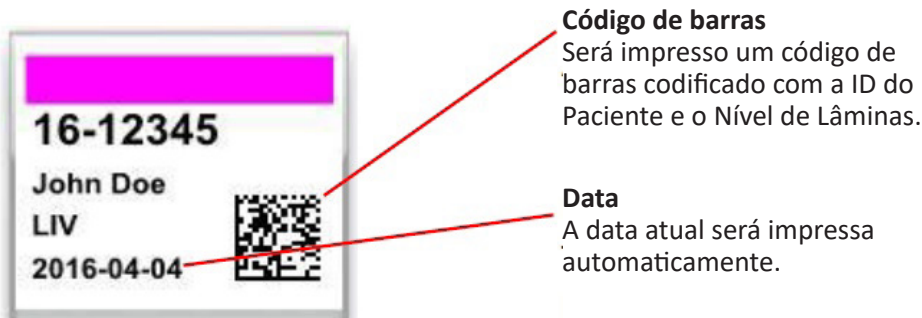 16-12345
John Doe
LIV
2016-04-04
Código de barras
Será impresso um código de
barras codificado com a ID do
Paciente e o Nível de Lâminas.
Data
A data atual será impressa
automaticamente.